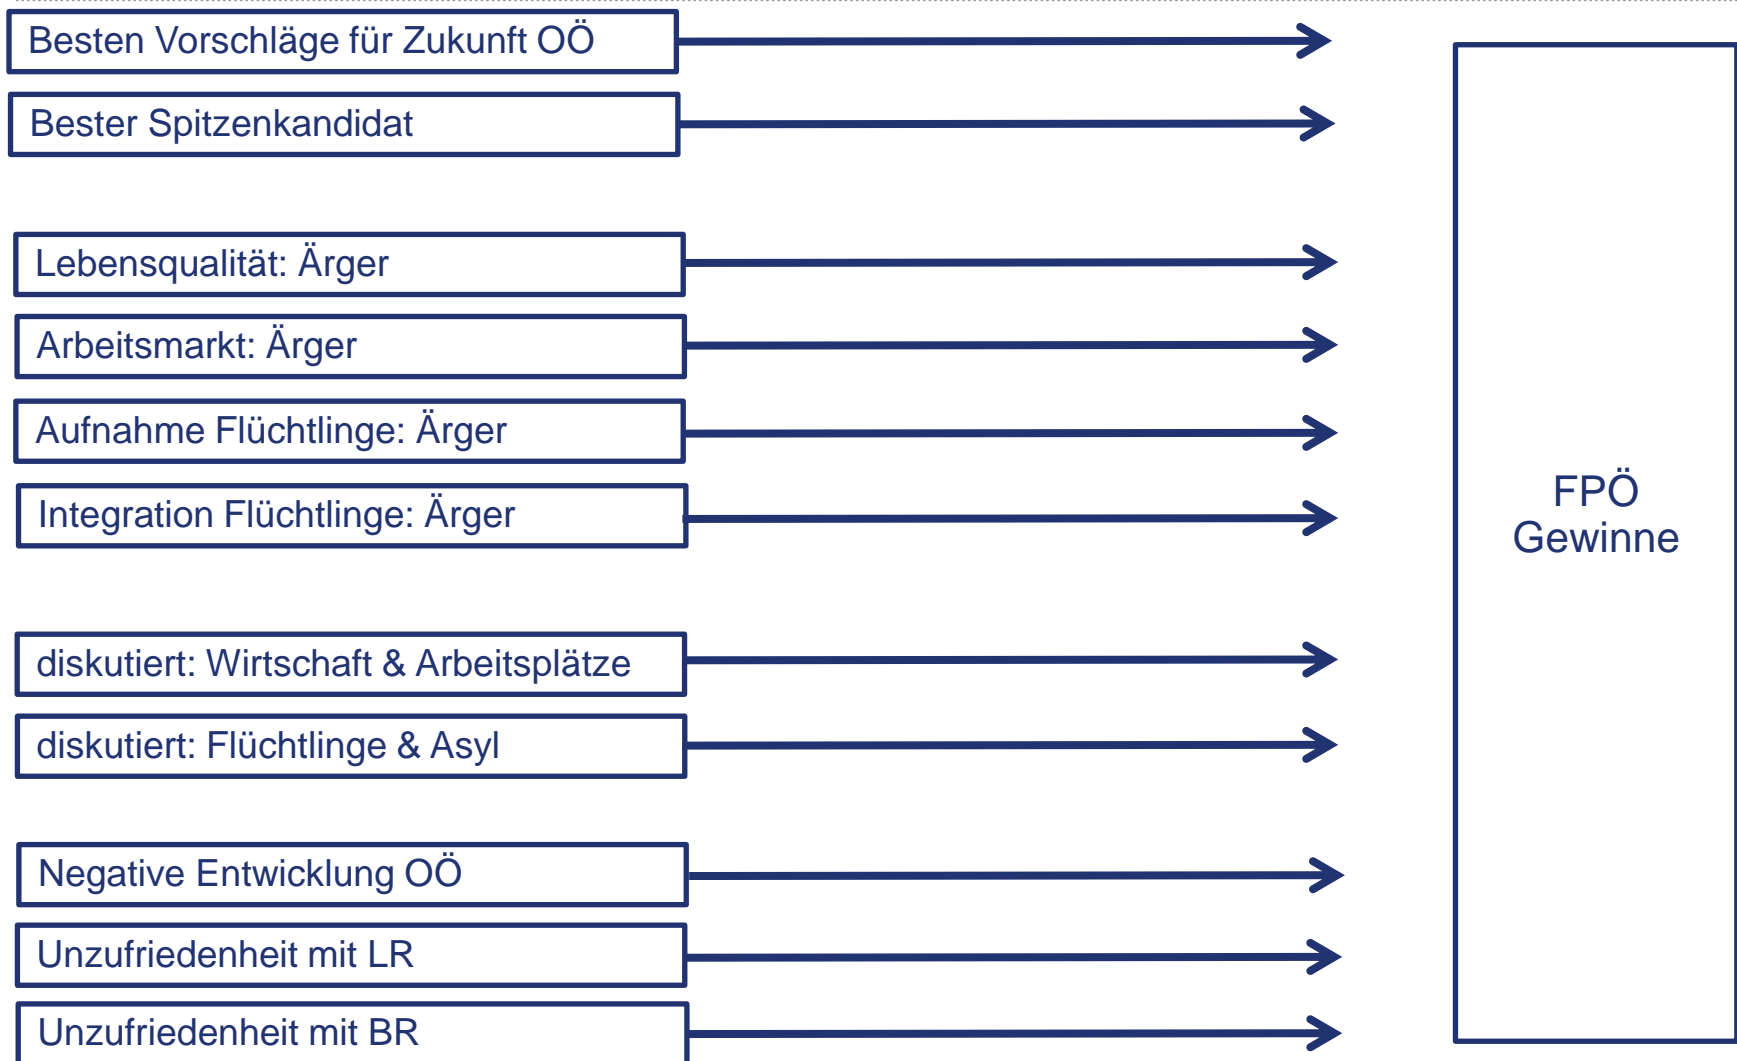 Besten Vorschläge für Zukunft OÖ
Bester Spitzenkandidat
Lebensqualität: Ärger
Arbeitsmarkt: Ärger
Aufnahme Flüchtlinge: Ärger
Integration Flüchtlinge: Ärger
diskutiert: Wirtschaft & Arbeitsplätze
diskutiert: Flüchtlinge & Asyl
Negative Entwicklung OÖ
Unzufriedenheit mit LR
Unzufriedenheit mit BR
FPÖ
Gewinne